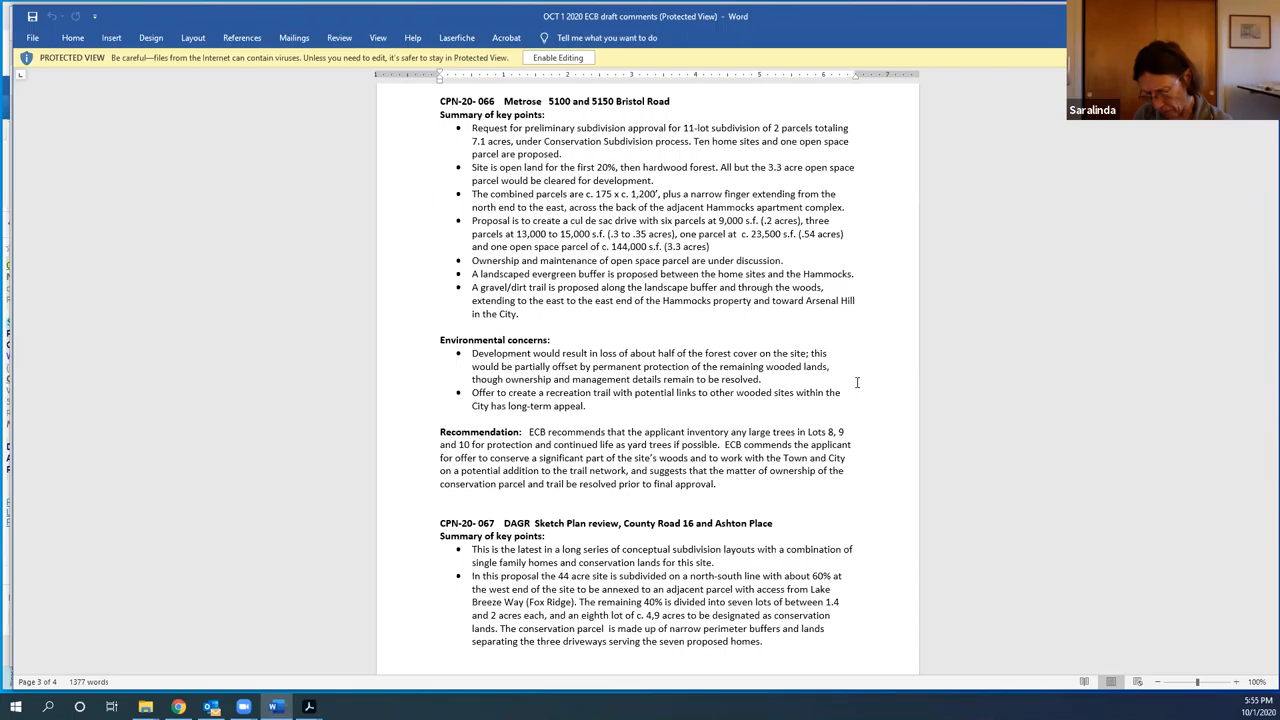 OCT 1 2020 ECB draft comments (Protected View) - Word
File Home Insert Design Layout References Mailings Review View Help Laserfiche Acrobat Tell me what you want to do
PROTECTED VIEW Be careful—files from the Internet can contain viruses. Unless you need to edit, it's safer to stay in Protected View. Enable Editing
Saralinda
1 1 2 3 4 5 6 7
CPN-20- 066 Metrose 5100 and 5150 Bristol Road
Summary of key points:
• Request for preliminary subdivision approval for 11-lot subdivision of 2 parcels totaling
7.1 acres, under Conservation Subdivision process. Ten home sites and one open space
parcel are proposed.
• Site is open land for the first 20%, then hardwood forest. All but the 3.3 acre open space
parcel would be cleared for development.
• The combined parcels are c. 175 x c. 1,200', plus a narrow finger extending from the
north end to the east, across the back of the adjacent Hammocks apartment complex.
• Proposal is to create a cul de sac drive with six parcels at 9,000 s.f. (.2 acres), three
parcels at 13,000 to 15,000 s.f. (.3 to .35 acres), one parcel at c. 23,500 s.f. (.54 acres)
and one open space parcel of c. 144,000 s.f. (3.3 acres)
• Ownership and maintenance of open space parcel are under discussion.
• A landscaped evergreen buffer is proposed between the home sites and the Hammocks.
• A gravel/dirt trail is proposed along the landscape buffer and through the woods,
extending to the east to the east end of the Hammocks property and toward Arsenal Hill
in the City.
Environmental concerns:
• Development would result in loss of about half of the forest cover on the site; this
would be partially offset by permanent protection of the remaining wooded lands,
though ownership and management details remain to be resolved.
• Offer to create a recreation trail with potential links to other wooded sites within the
City has long-term appeal.
Recommendation: ECB recommends that the applicant inventory any large trees in Lots 8, 9
and 10 for protection and continued life as yard trees if possible. ECB commends the applicant
for offer to conserve a significant part of the site's woods and to work with the Town and City
on a potential addition to the trail network, and suggests that the matter of ownership of the
conservation parcel and trail be resolved prior to final approval.
CPN-20- 067 DAGR Sketch Plan review, County Road 16 and Ashton Place
Summary of key points:
• This is the latest in a long series of conceptual subdivision layouts with a combination of
single family homes and conservation lands for this site.
• In this proposal the 44 acre site is subdivided on a north-south line with about 60% at
the west end of the site to be annexed to an adjacent parcel with access from Lake
Breeze Way (Fox Ridge). The remaining 40% is divided into seven lots of between 1.4
and 2 acres each, and an eighth lot of c. 4,9 acres to be designated as conservation
lands. The conservation parcel is made up of narrow perimeter buffers and lands
separating the three driveways serving the seven proposed homes.
Page 3 of 4 1377 words 100%
5:55 PM
10/1/2020